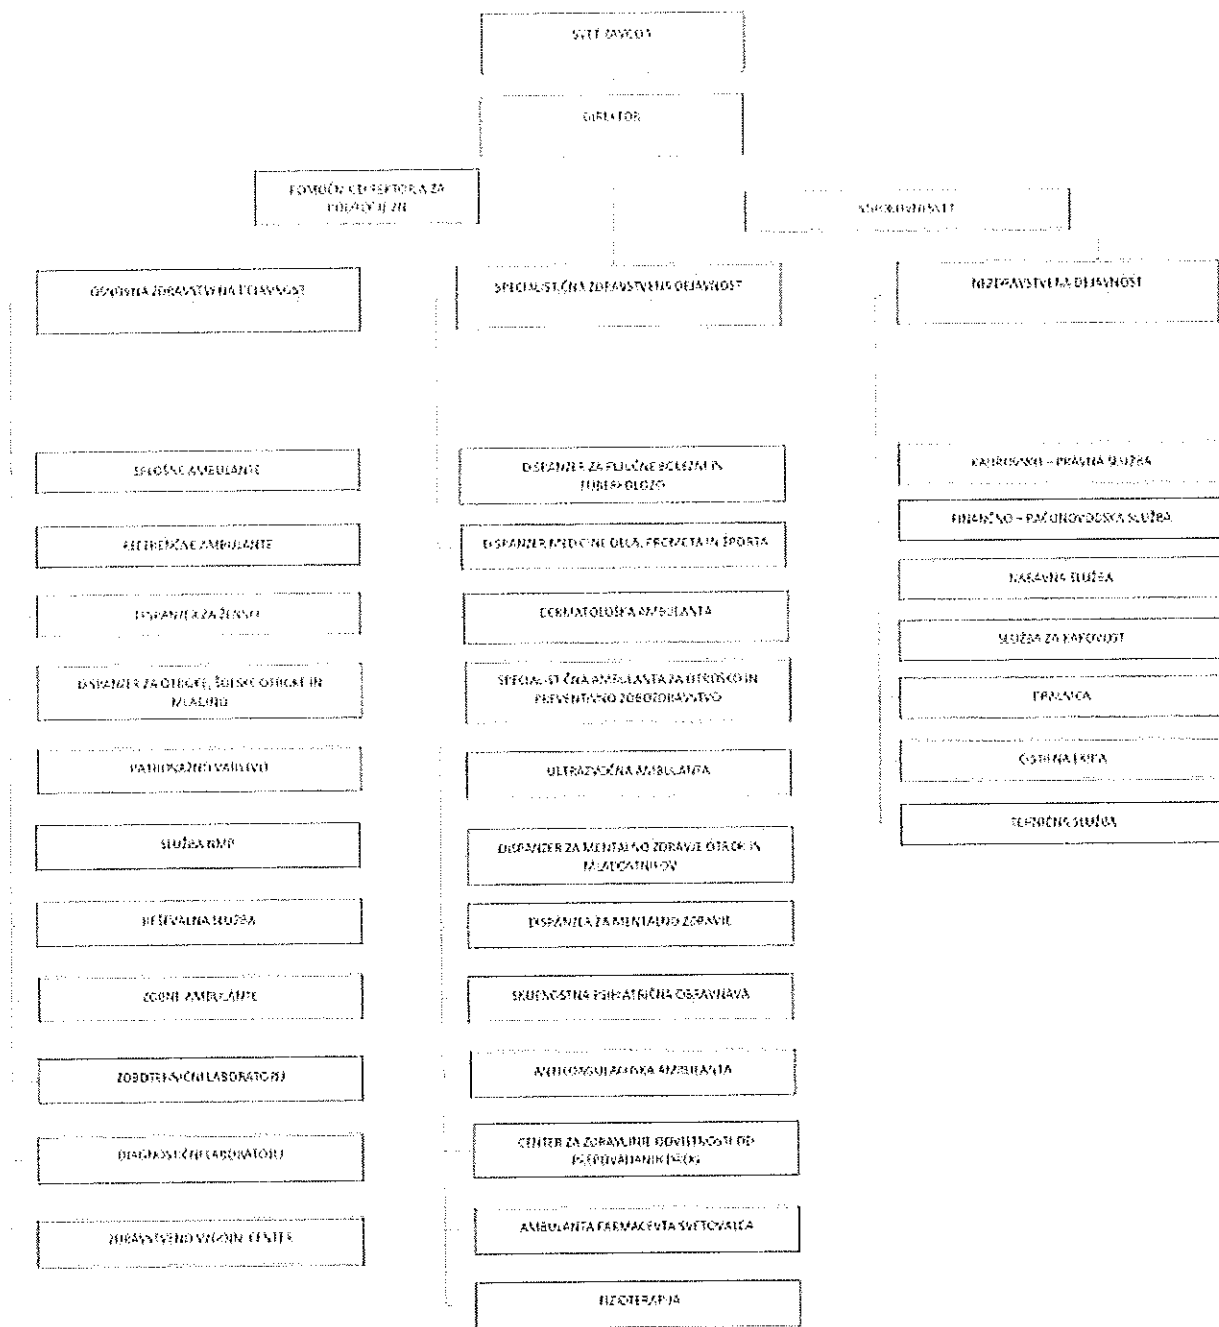 SVET ZAVODA
DIREKTOR
POMOČNICA DIREKTORJA ZA
PODROČJE ZN
STROKOVNI SVET
OSNOVNA ZDRAVSTVENA DEJAVNOST
SPECIALISTIČNA ZDRAVSTVENA DEJAVNOST
NEZDRAVSTVENA DEJAVNOST
SPLOŠNE AMBULANTE
REFERENČNE AMBULANTE
DISPANZER ZA ŽENSKE
DISPANZER ZA OTROKE, ŠOLSKE OTROKE IN
MLADINO
PATRONAŽNO VARSTVO
SLUŽBA NMP
REŠEVALNA SLUŽBA
ZOBNE AMBULANTE
ZOBOTEHNIČNI LABORATORIJ
DIAGNOSTIČNI LABORATORIJ
ZDRAVSTVENO VZGOJNI CENTER
DISPANZER ZA PLJUČNE BOLEZNI IN
TUBERKOLOZO
DISPANZER MEDICINE DELA, PROMETA IN ŠPORTA
DERMATOLOŠKA AMBULANTA
SPECIALISTIČNA AMBULANTA ZA OTROŠKO IN
PREVENTIVNO ZOBOZDRAVSTVO
ULTRAZVOČNA AMBULANTA
DISPANZER ZA MENTALNO ZDRAVJE OTROK IN
MLADOSTNIKOV
DISPANZER ZA MENTALNO ZDRAVJE
SKUPNOSTNA PSIHIATRIČNA OBRAVNAVA
ANTIKOAGULACIJSKA AMBULANTA
CENTER ZA ZDRAVLJENJE ODVISTNOSTI OD
PREPOVEDANIH DROG
AMBULANTA FARMACEVTA SVETOVALCA
FIZIOTERAPIJA
KADROVSKO – PRAVNA SLUŽBA
FINANČNO – RAČUNOVODSKA SLUŽBA
NABAVNA SLUŽBA
SLUŽBA ZA KAKOVOST
PRALNICA
ČISTILNA EKIPA
TEHNIČNA SLUŽBA